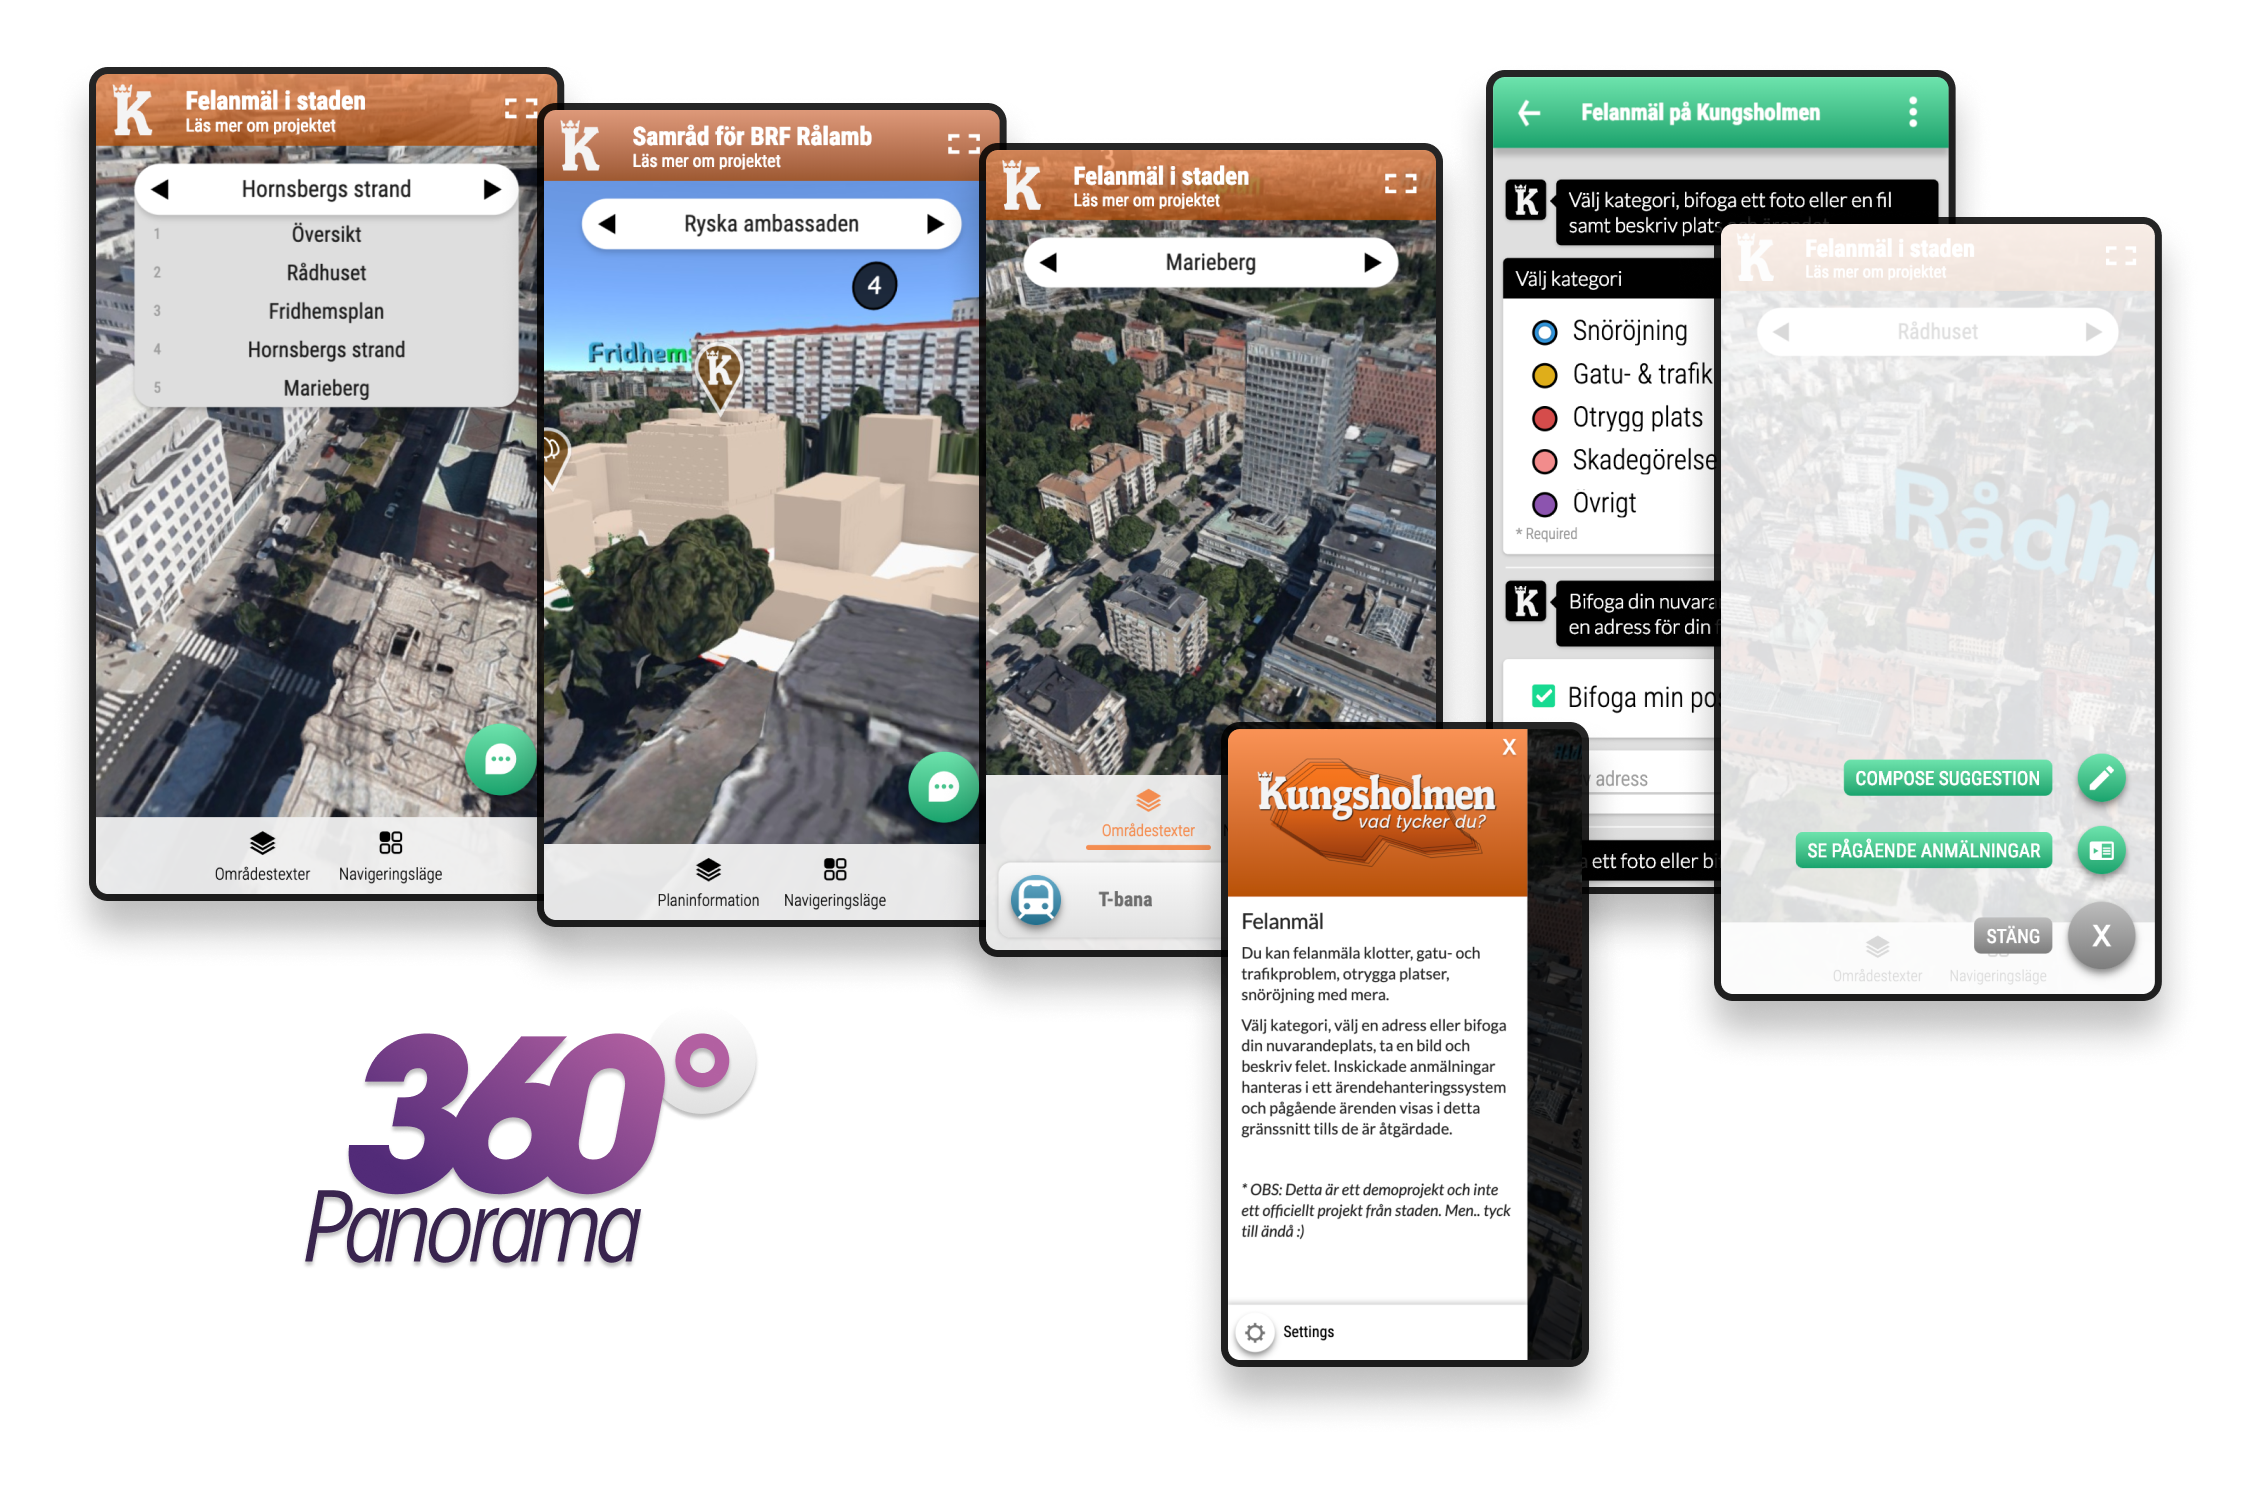 Felanmäl i staden
Läs mer om projektet
Hornsbergs strand
1 Översikt
2 Rådhuset
3 Fridhemsplan
4 Hornsbergs strand
5 Marieberg
Områdestexter
Navigeringsläge
K
Samråd för BRF Rålamb
Läs mer om projektet
Ryska ambassaden
4
K
Planinformation
Navigeringsläge
K
Felanmäl i staden
Läs mer om projektet
Marieberg
Områdestexter
T-bana
Kungsholmen
vad tycker du?
X
Felanmäl
Du kan felanmäla klotter, gatu- och
trafikproblem, otrygga platser,
snöröjning med mera.
Välj kategori, välj en adress eller bifoga
din nuvarandeplats, ta en bild och
beskriv felet. Inskickade anmälningar
hanteras i ett ärendehanteringssystem
och pågående ärenden visas i detta
gränssnitt tills de är åtgärdade.
* OBS: Detta är ett demoprojekt och inte
ett officiellt projekt från staden. Men.. tyck
till ändå :)
Settings
Felanmäl på Kungsholmen
K
Välj kategori, bifoga ett foto eller en fil
samt beskriv plats
Välj kategori
Snöröjning
Gatu- & trafik
Otrygg plats
Skadegörelse
Övrigt
* Required
K
Bifoga din
en adress för din
Bifoga min
adress
ett foto eller
K
Felanmäl i staden
Läs mer om projektet
Rådhuset
COMPOSE SUGGESTION
SE PÅGÅENDE ANMÄLNINGAR
STÄNG
X
Områdestexter
Navigeringsläge
360°
Panorama